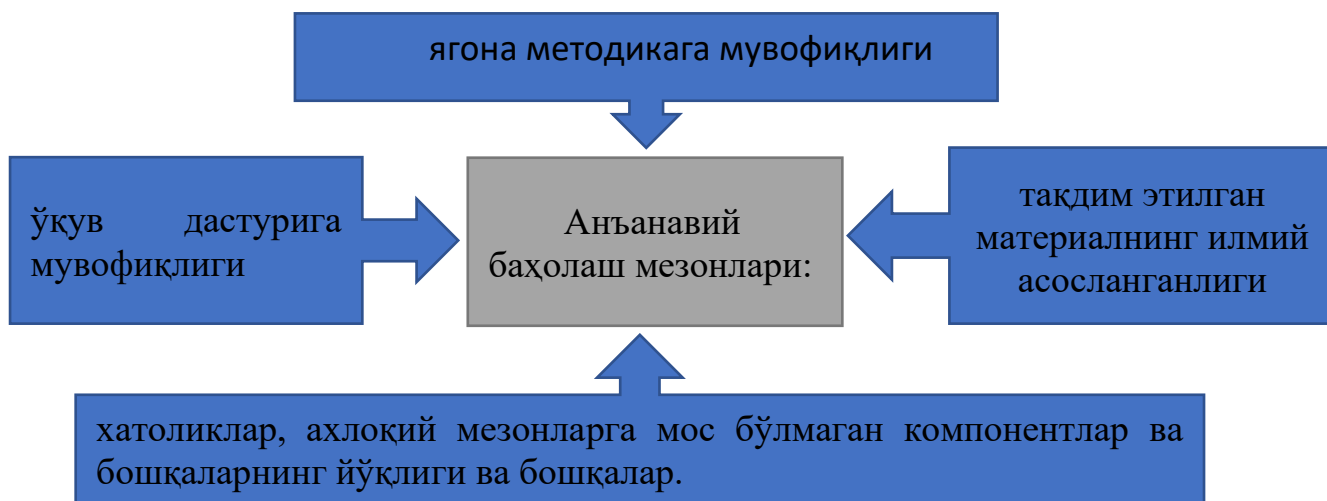 ягона методикага мувофиқлиги
ўқув дастурига
мувофиқлиги
Анъанавий
баҳолаш мезонлари:
тақдим этилган
материалнинг илмий
асосланганлиги
хатоликлар, ахлоқий мезонларга мос бўлмаган компонентлар ва
бошқаларнинг йўқлиги ва бошқалар.